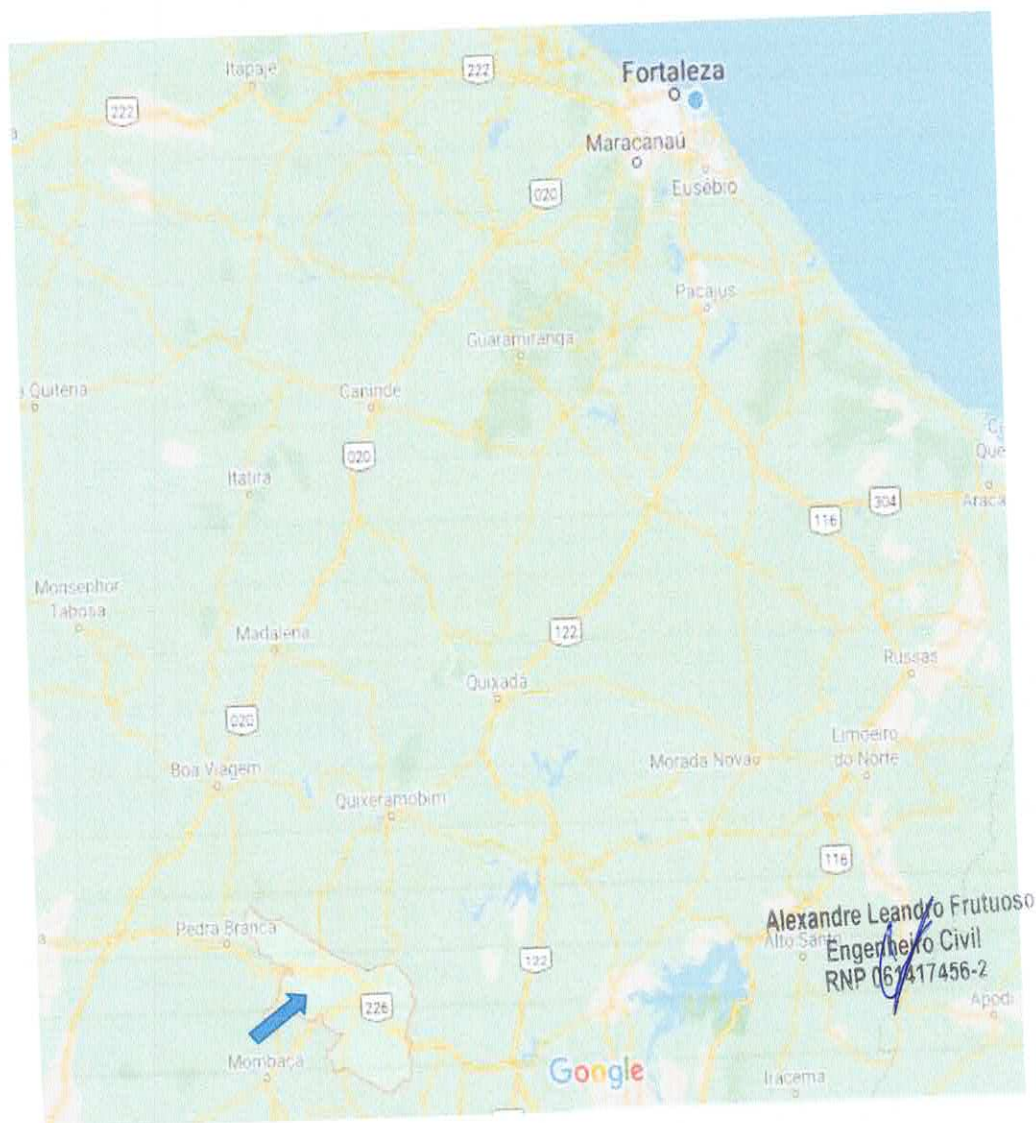 Fortaleza
Itapajé
222
222
Maracanaú
020
Eusébio
Pacajus
Guaramiranga
Quiteria
Canindé
020
Itatira
304
116
Monsenhor
Tabosa
122
Madalena
Russas
Quixadá
020
Limoeiro
do Norte
Morada Nova
Boa Viagem
Quixeramobim
116
Alexandre Leandro Frutuoso
Pedra Branca
Alto Santo
Engenheiro Civil
122
RNP 061417456-2
226
Apodi
Mombaça
Google
Iracema